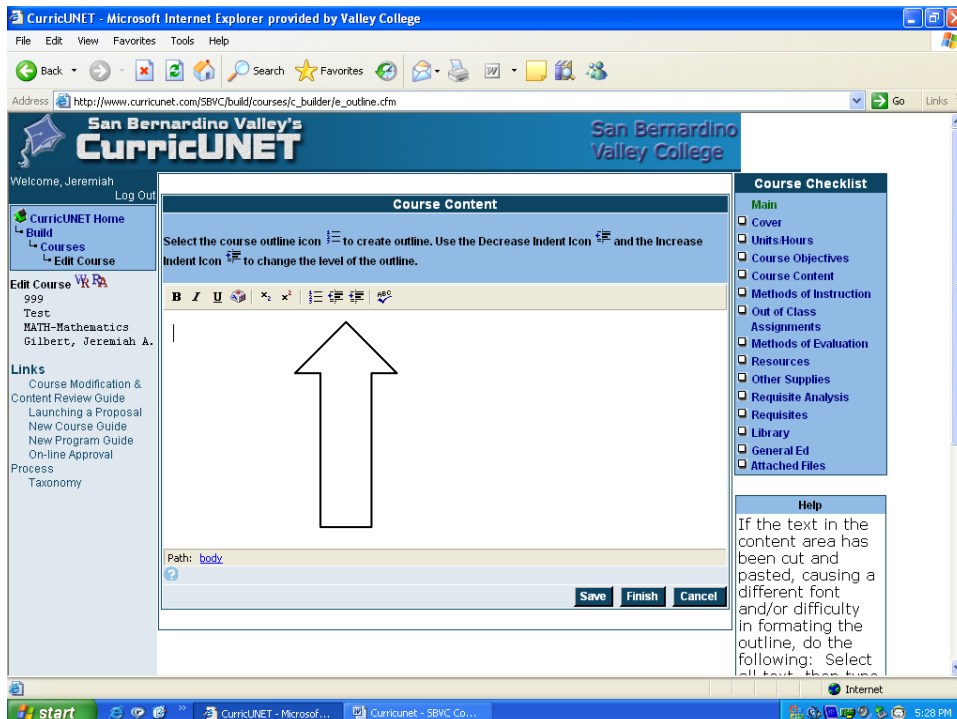 CurricUNET - Microsoft Internet Explorer provided by Valley College
File Edit View Favorites Tools Help
Back Search Favorites
Address http://www.curricunet.com/SBVC/build/courses/c_builder/e_outline.cfm Go Links
San Bernardino Valley's
CurricUNET
San Bernardino
Valley College
Welcome, Jeremiah
Log Out
CurricUNET Home
Build
Courses
Edit Course
Edit Course WR RA
999
Test
MATH-Mathematics
Gilbert, Jeremiah A.
Links
Course Modification &
Content Review Guide
Launching a Proposal
New Course Guide
New Program Guide
On-line Approval
Process
Taxonomy
Course Content
Select the course outline icon to create outline. Use the Decrease Indent Icon and the Increase
Indent Icon to change the level of the outline.
B I U x₂ x² ABC
Path: body
Save Finish Cancel
Course Checklist
Main
Cover
Units/Hours
Course Objectives
Course Content
Methods of Instruction
Out of Class
Assignments
Methods of Evaluation
Resources
Other Supplies
Requisite Analysis
Requisites
Library
General Ed
Attached Files
Help
If the text in the
content area has
been cut and
pasted, causing a
different font
and/or difficulty
in formating the
outline, do the
following: Select
all text, then type
Internet
start CurricUNET - Microsof... Curricunet - SBVC Co... 5:28 PM